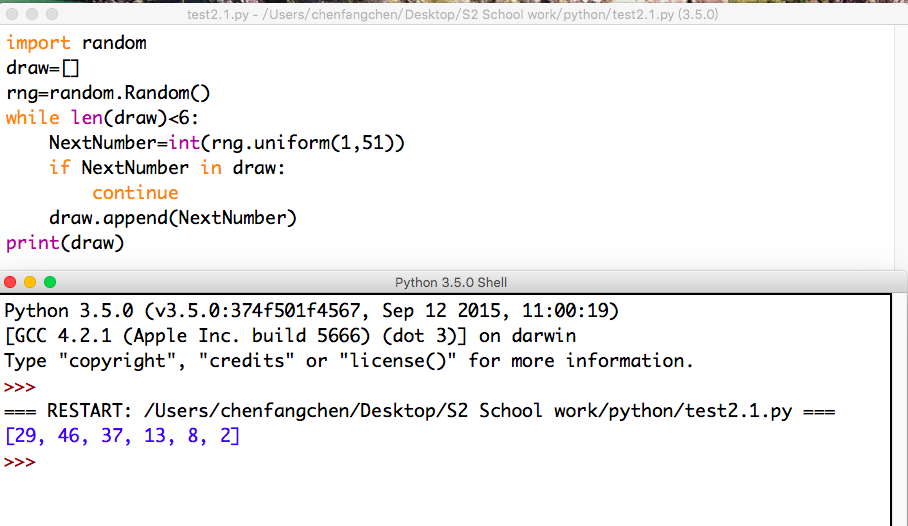 test2.1.py - /Users/chenfangchen/Desktop/S2 School work/python/test2.1.py (3.5.0)
import random
draw=[]
rng=random.Random()
while len(draw)<6:
    NextNumber=int(rng.uniform(1,51))
    if NextNumber in draw:
        continue
    draw.append(NextNumber)
print(draw)
Python 3.5.0 Shell
Python 3.5.0 (v3.5.0:374f501f4567, Sep 12 2015, 11:00:19)
[GCC 4.2.1 (Apple Inc. build 5666) (dot 3)] on darwin
Type "copyright", "credits" or "license()" for more information.
>>>
=== RESTART: /Users/chenfangchen/Desktop/S2 School work/python/test2.1.py ===
[29, 46, 37, 13, 8, 2]
>>>